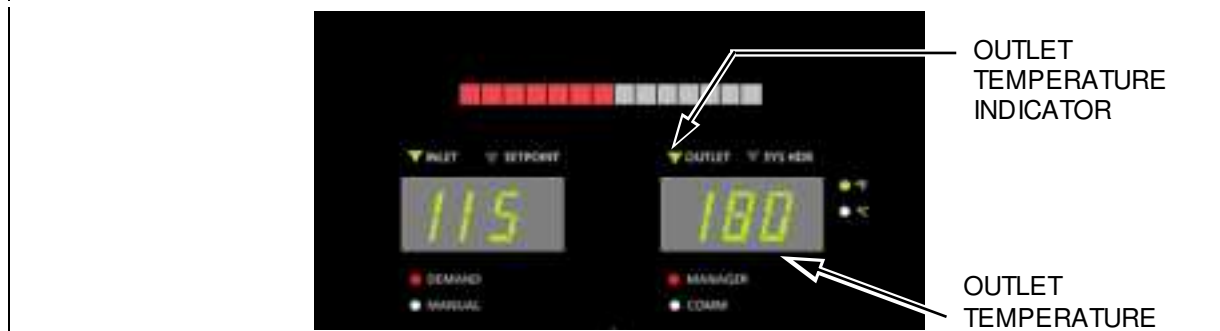 OUTLET
TEMPERATURE
INDICATOR
INLET SETPOINT OUTLET SYS HDR
115 180 °F
°C
DEMAND MANAGER
MANUAL COMM
OUTLET
TEMPERATURE